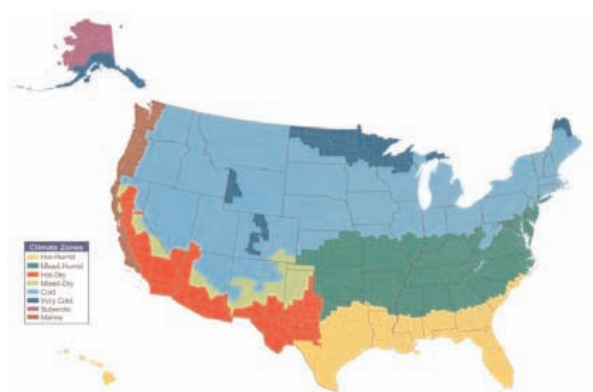 Climate Zones
Hot-Humid
Mixed-Humid
Hot-Dry
Mixed-Dry
Cold
Very Cold
Subarctic
Marine